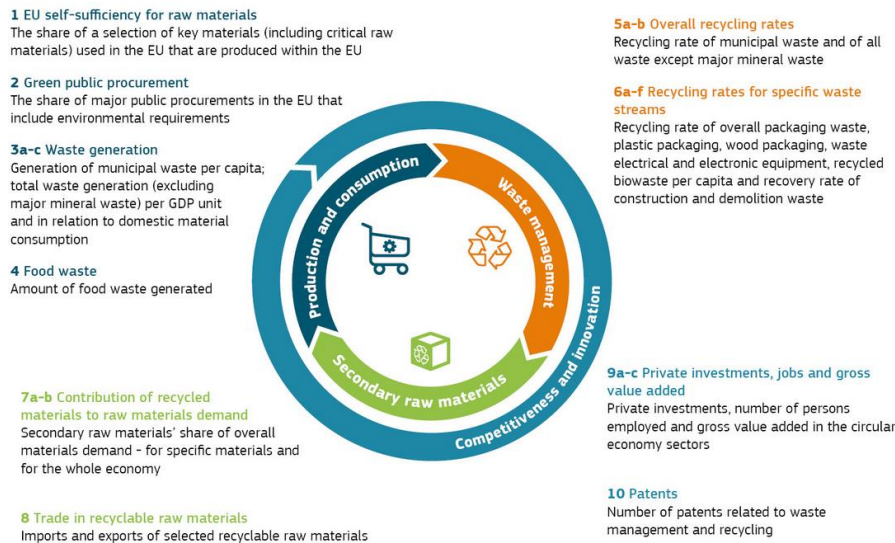 1 EU self-sufficiency for raw materials
The share of a selection of key materials (including critical raw
materials) used in the EU that are produced within the EU
2 Green public procurement
The share of major public procurements in the EU that
include environmental requirements
3a-c Waste generation
Generation of municipal waste per capita;
total waste generation (excluding
major mineral waste) per GDP unit
and in relation to domestic material
consumption
4 Food waste
Amount of food waste generated
5a-b Overall recycling rates
Recycling rate of municipal waste and of all
waste except major mineral waste
6a-f Recycling rates for specific waste
streams
Recycling rate of overall packaging waste,
plastic packaging, wood packaging, waste
electrical and electronic equipment, recycled
biowaste per capita and recovery rate of
construction and demolition waste
Production and consumption
Waste management
Secondary raw materials
Competitiveness and innovation
7a-b Contribution of recycled
materials to raw materials demand
Secondary raw materials' share of overall
materials demand - for specific materials and
for the whole economy
8 Trade in recyclable raw materials
Imports and exports of selected recyclable raw materials
9a-c Private investments, jobs and gross
value added
Private investments, number of persons
employed and gross value added in the circular
economy sectors
10 Patents
Number of patents related to waste
management and recycling